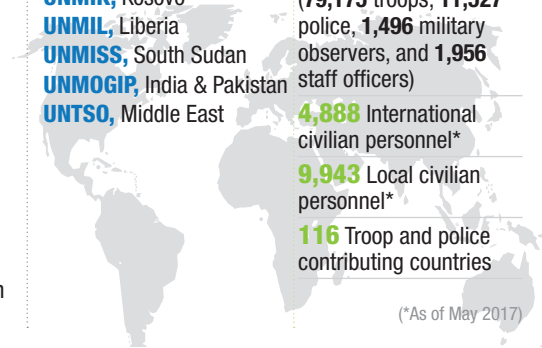 UNMIK, Kosovo
UNMIL, Liberia
UNMISS, South Sudan
UNMOGIP, India & Pakistan
UNTSO, Middle East
(79,175 troops, 11,527
police, 1,496 military
observers, and 1,956
staff officers)
4,888 International
civilian personnel*
9,943 Local civilian
personnel*
116 Troop and police
contributing countries
(*As of May 2017)